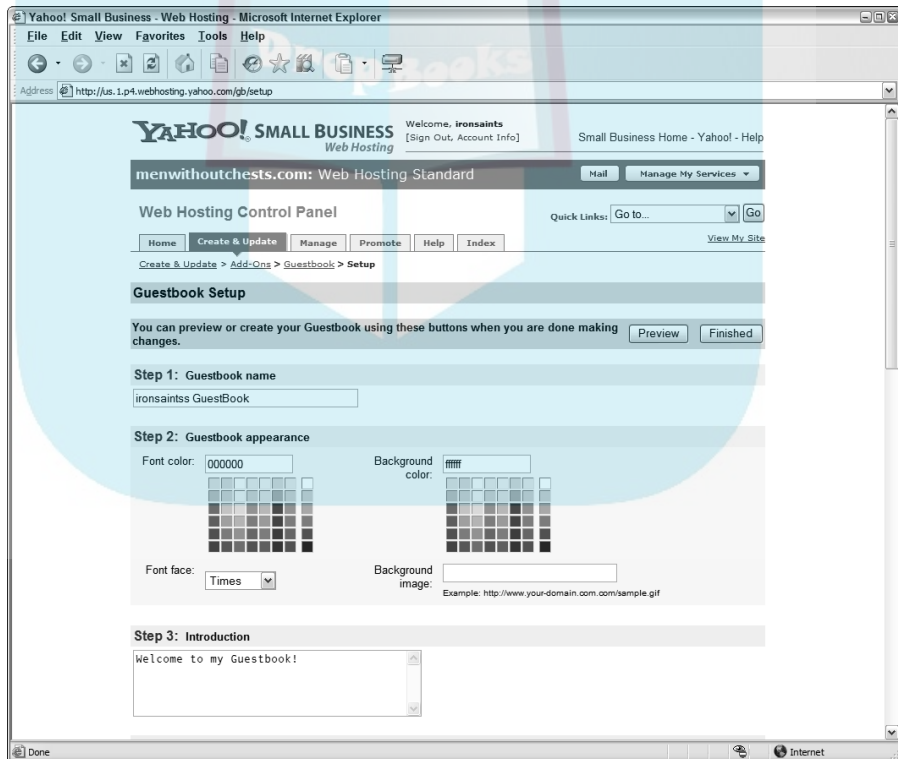 Yahoo! Small Business - Web Hosting - Microsoft Internet Explorer
File Edit View Favorites Tools Help
DropBooks
Address http://us.1.p4.webhosting.yahoo.com/gb/setup
YAHOO! SMALL BUSINESS
Web Hosting
Welcome, ironsaints
[Sign Out, Account Info]
Small Business Home - Yahoo! - Help
menwithoutchests.com: Web Hosting Standard
Mail
Manage My Services
Web Hosting Control Panel
Quick Links: Go to... Go
Home Create & Update Manage Promote Help Index
View My Site
Create & Update > Add-Ons > Guestbook > Setup
Guestbook Setup
You can preview or create your Guestbook using these buttons when you are done making
changes.
Preview Finished
Step 1: Guestbook name
ironsaintss GuestBook
Step 2: Guestbook appearance
Font color: 000000
Background
color:
ffffff
Font face: Times
Background
image:
Example: http://www.your-domain.com.com/sample.gif
Step 3: Introduction
Welcome to my Guestbook!
Done
Internet